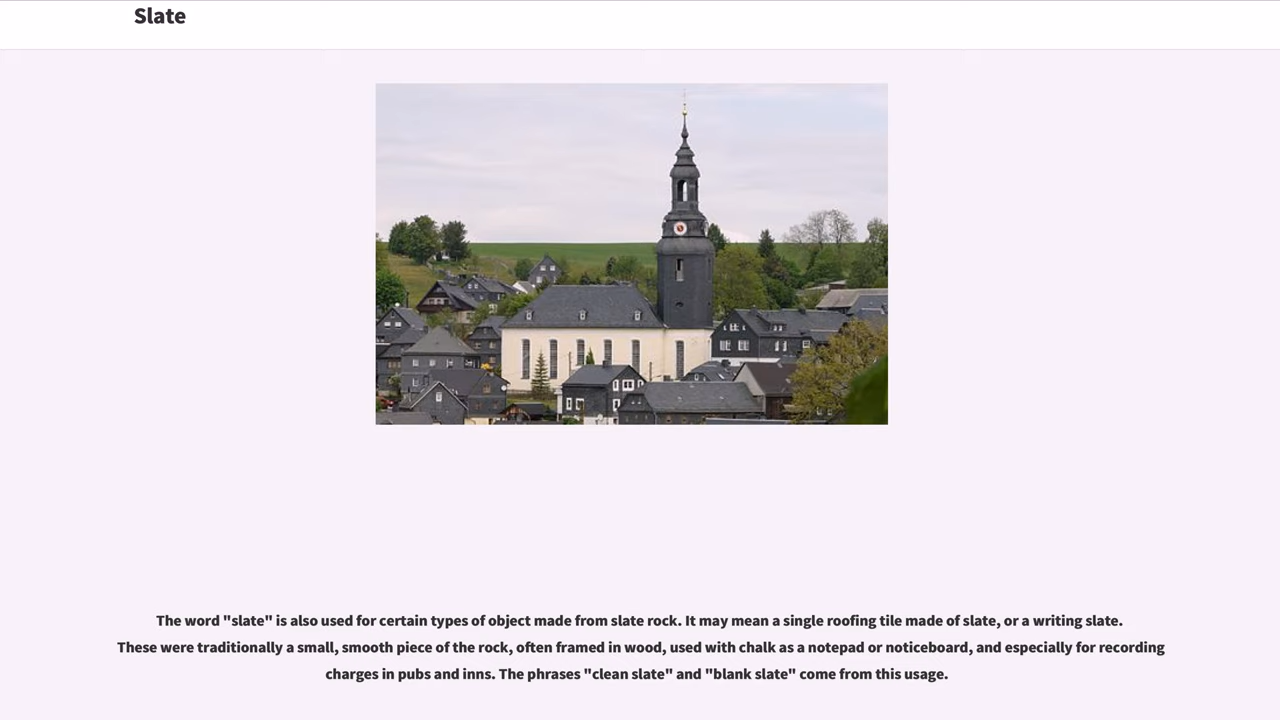 Slate
The word "slate" is also used for certain types of object made from slate rock. It may mean a single roofing tile made of slate, or a writing slate.
These were traditionally a small, smooth piece of the rock, often framed in wood, used with chalk as a notepad or noticeboard, and especially for recording
charges in pubs and inns. The phrases "clean slate" and "blank slate" come from this usage.